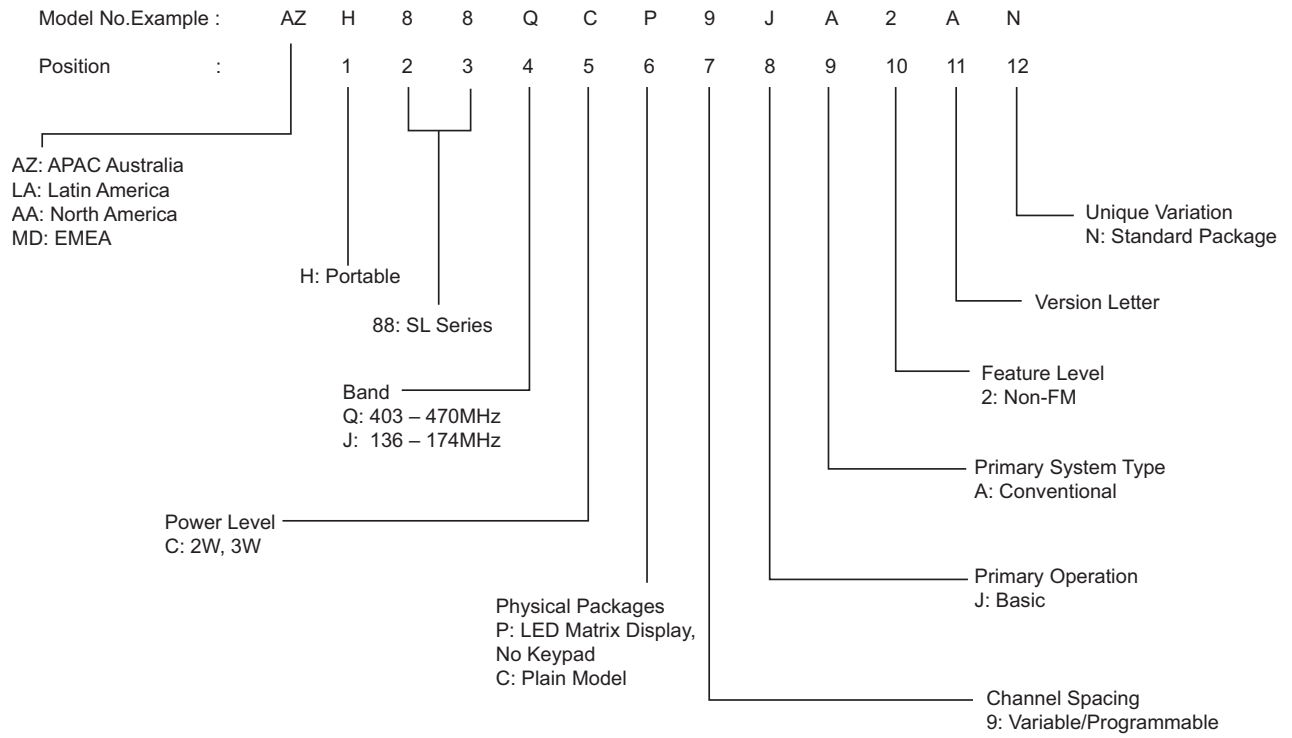 Model No.Example : AZ H 8 8 Q C P 9 J A 2 A N
Position : 1 2 3 4 5 6 7 8 9 10 11 12
AZ: APAC Australia
LA: Latin America
AA: North America
MD: EMEA
Unique Variation
N: Standard Package
H: Portable
Version Letter
88: SL Series
Feature Level
2: Non-FM
Band
Q: 403 – 470MHz
J: 136 – 174MHz
Primary System Type
A: Conventional
Power Level
C: 2W, 3W
Primary Operation
J: Basic
Physical Packages
P: LED Matrix Display,
No Keypad
C: Plain Model
Channel Spacing
9: Variable/Programmable